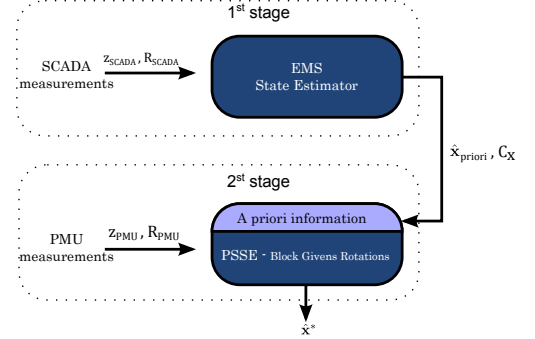 1st stage
SCADA
measurements
zSCADA, RSCADA
EMS
State Estimator
x̂priori, CX
2st stage
A priori information
PMU
measurements
zPMU, RPMU
PSSE - Block Givens Rotations
x̂*